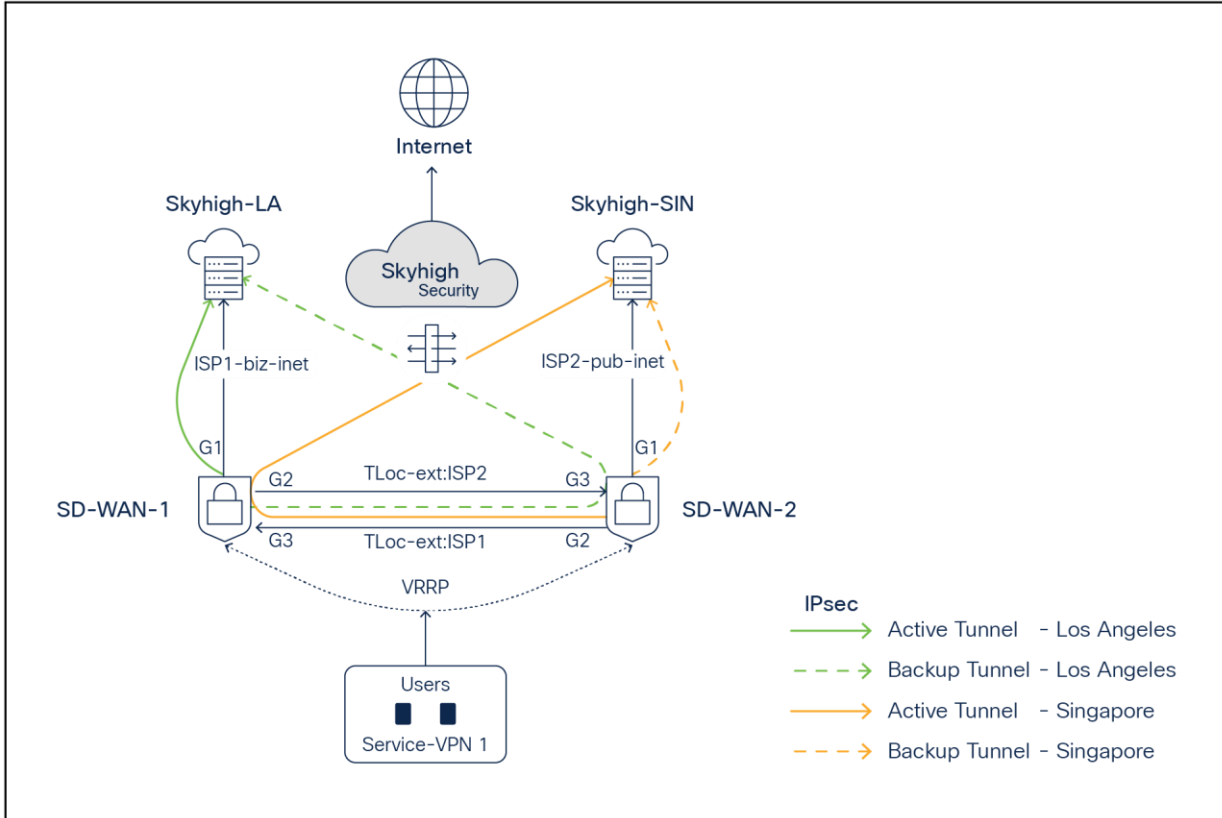 Internet
Skyhigh-LA
Skyhigh-SIN
Skyhigh
Security
ISP1-biz-inet
ISP2-pub-inet
G1
G1
G2
TLoc-ext:ISP2
G3
SD-WAN-1
SD-WAN-2
G3
TLoc-ext:ISP1
G2
VRRP
Users
Service-VPN 1
IPsec
Active Tunnel - Los Angeles
Backup Tunnel - Los Angeles
Active Tunnel - Singapore
Backup Tunnel - Singapore